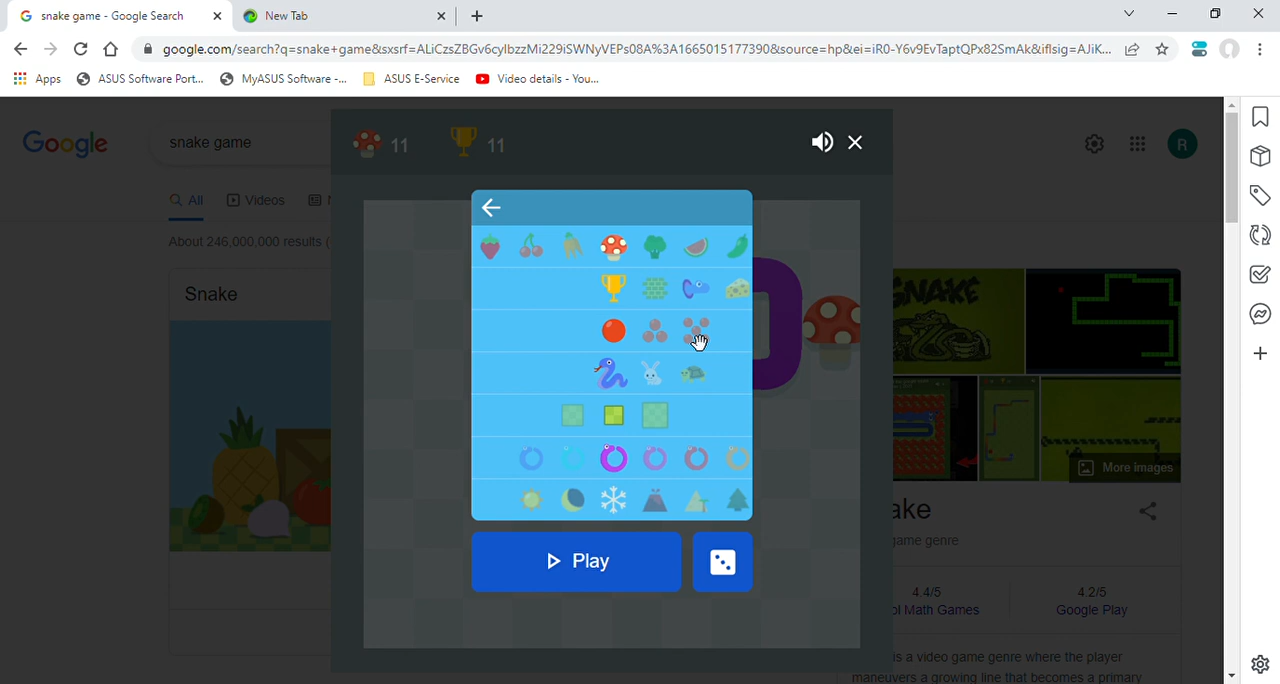 snake game - Google Search
New Tab
google.com/search?q=snake+game&sxsrf=ALiCzsZBGv6cyIbzzMi229iSWNyVEPs08A%3A1665015177390&source=hp&ei=iR0-Y6v9EvTaptQPx82SmAk&iflsig=AJiK...
Apps
ASUS Software Port...
MyASUS Software -...
ASUS E-Service
Video details - You...
Google
snake game
11
11
R
All
Videos
About 246,000,000 results (
Snake
SNAKE
More images
ake
game genre
4.4/5
4.2/5
ol Math Games
Google Play
is a video game genre where the player
maneuvers a growing line that becomes a primary
Play